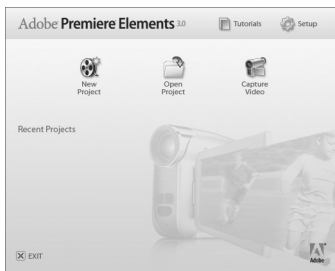 Adobe Premiere Elements 3.0 Tutorials Setup
New Project
Open Project
Capture Video
Recent Projects
EXIT
Adobe